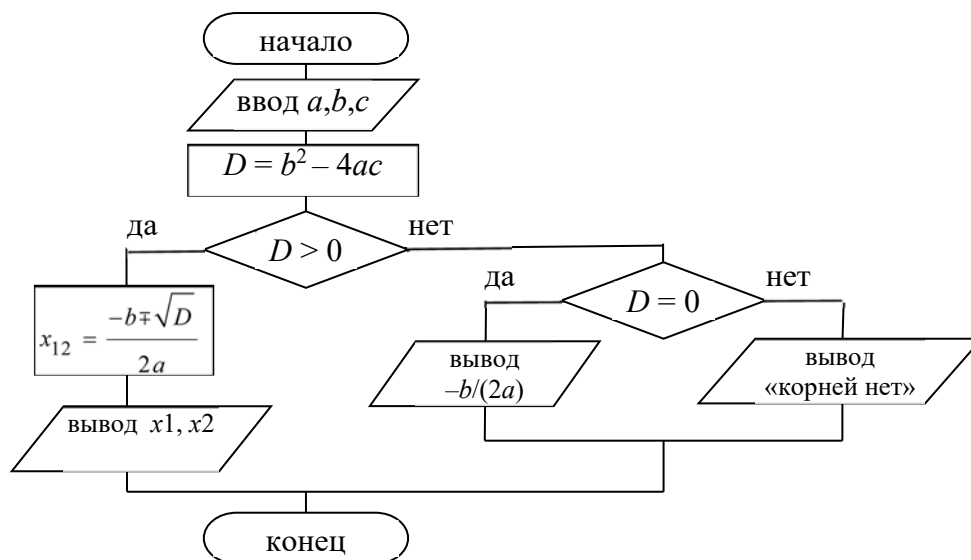 начало
ввод a,b,c
D = b² – 4ac
да
нет
D > 0
да
нет
D = 0
x₁₂ = (-b∓√D)/(2a)
вывод
–b/(2a)
вывод
«корней нет»
вывод x1, x2
конец